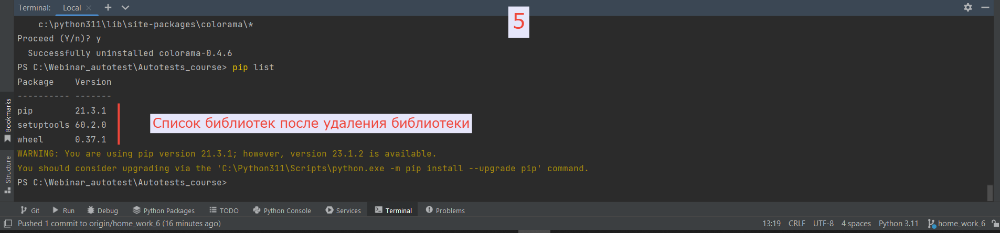 Terminal: Local
5
c:\python311\lib\site-packages\colorama\*
Proceed (Y/n)? y
Successfully uninstalled colorama-0.4.6
PS C:\Webinar_autotest\Autotests_course> pip list
Package    Version
---------- -------
pip        21.3.1
setuptools 60.2.0
wheel      0.37.1
Список библиотек после удаления библиотеки
WARNING: You are using pip version 21.3.1; however, version 23.1.2 is available.
You should consider upgrading via the 'C:\Python311\Scripts\python.exe -m pip install --upgrade pip' command.
PS C:\Webinar_autotest\Autotests_course>
Bookmarks
Structure
Git Run Debug Python Packages TODO Python Console Services Terminal Problems
Pushed 1 commit to origin/home_work_6 (16 minutes ago) 13:19 CRLF UTF-8 4 spaces Python 3.11 home_work_6